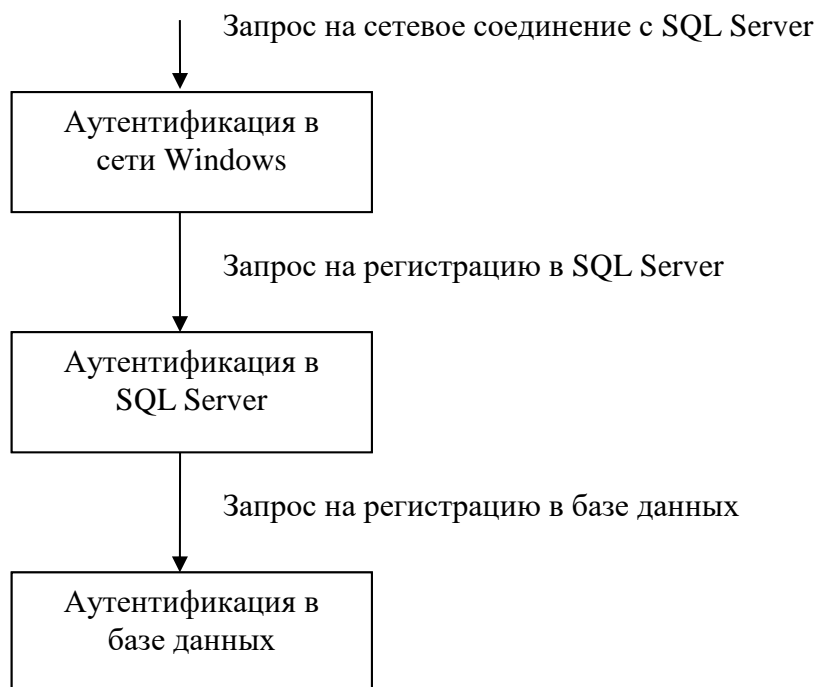 Запрос на сетевое соединение с SQL Server
Аутентификация в
сети Windows
Запрос на регистрацию в SQL Server
Аутентификация в
SQL Server
Запрос на регистрацию в базе данных
Аутентификация в
базе данных